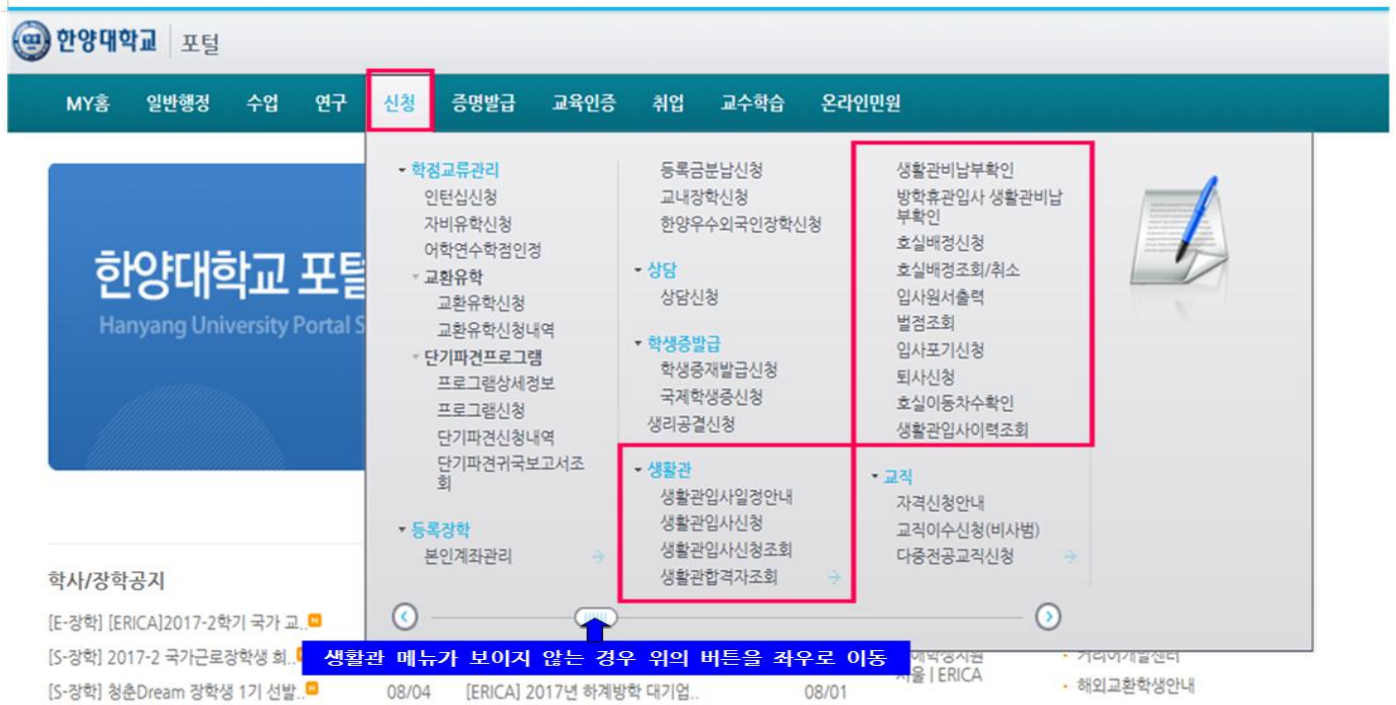 한양대학교 포털
MY홈 일반행정 수업 연구 신청 증명발급 교육인증 취업 교수학습 온라인민원
한양대학교 포털
Hanyang University Portal S
학점교류관리
인턴십신청
자비유학신청
어학연수학점인정
교환유학
교환유학신청
교환유학신청내역
단기파견프로그램
프로그램상세정보
프로그램신청
단기파견신청내역
단기파견귀국보고서조
회
등록장학
본인계좌관리
등록금분납신청
교내장학신청
한양우수외국인장학신청
상담
상담신청
학생증발급
학생증재발급신청
국제학생증신청
생리공결신청
생활관
생활관입사일정안내
생활관입사신청
생활관입사신청조회
생활관합격자조회
생활관비납부확인
방학휴관입사 생활관비납
부확인
호실배정신청
호실배정조회/취소
입사원서출력
벌점조회
입사포기신청
퇴사신청
호실이동차수확인
생활관입사이력조회
교직
자격신청안내
교직이수신청(비사범)
다중전공교직신청
생활관 메뉴가 보이지 않는 경우 위의 버튼을 좌우로 이동
학사/장학공지
[E-장학] [ERICA]2017-2학기 국가 교..
[S-장학] 2017-2 국가근로장학생 희..
[S-장학] 청춘Dream 장학생 1기 선발..
08/04 [ERICA] 2017년 하계방학 대기업.. 08/01
| ERICA
커리어개발센터
해외교환학생안내